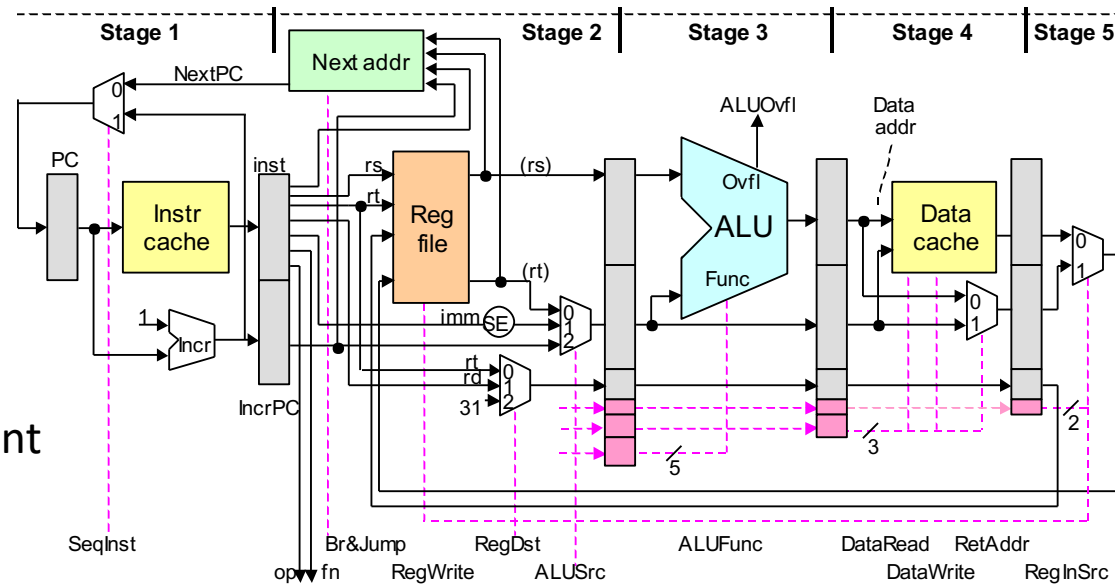 Stage 1
Stage 2
Stage 3
Stage 4
Stage 5
Next addr
NextPC
0
1
ALUOvfl
Data
addr
PC
inst
rs
rt
(rs)
Instr
cache
Reg
file
Ovfl
ALU
Func
Data
cache
0
1
(rt)
1
Incr
imm
SE
0
1
2
0
1
rt
rd
31
0
1
2
IncrPC
nt
5
3
2
SeqInst
Br&Jump
RegDst
ALUFunc
DataRead
RetAddr
op
fn
RegWrite
ALUSrc
DataWrite
RegInSrc